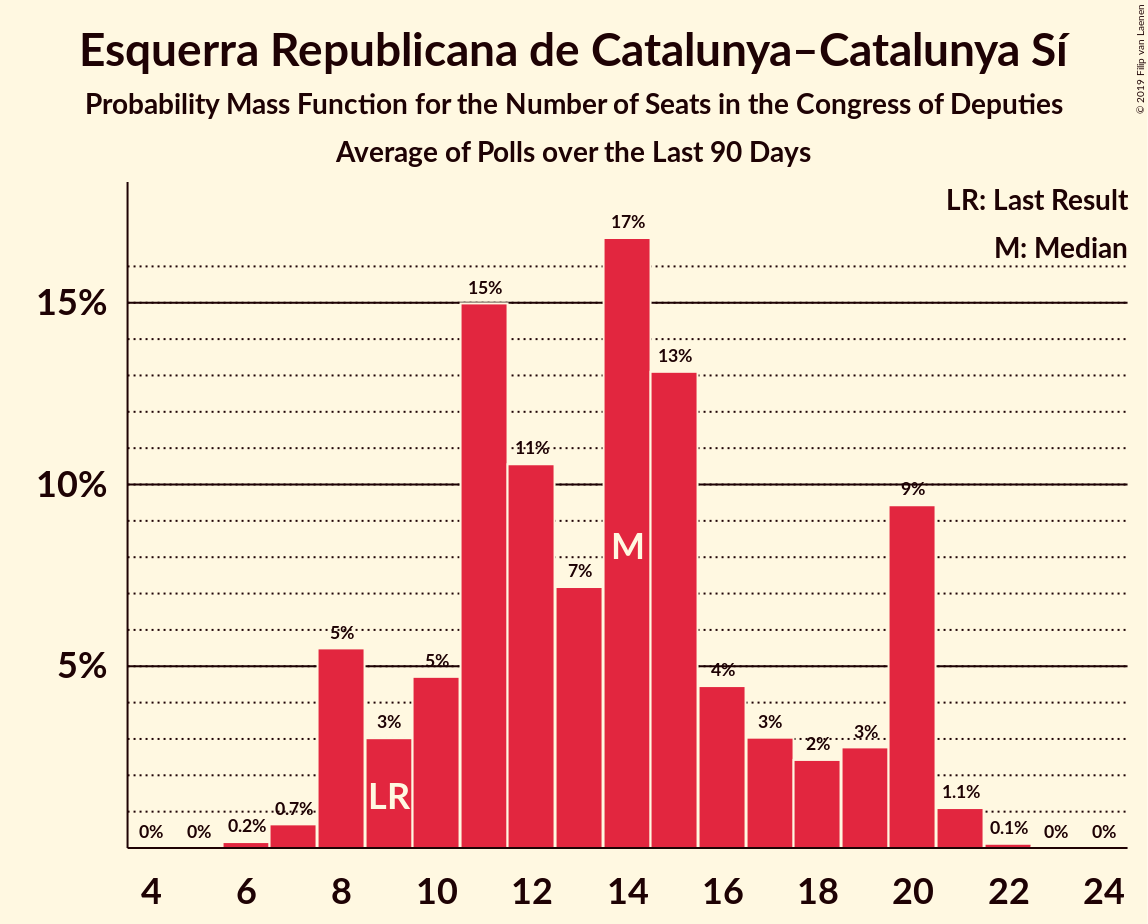 Esquerra Republicana de Catalunya–Catalunya Sí
Probability Mass Function for the Number of Seats in the Congress of Deputies
Average of Polls over the Last 90 Days
© 2019 Filip van Laenen
LR: Last Result
M: Median
17%
15%
15%
13%
11%
10%
9%
M
7%
5%
5%
5%
4%
3%
3%
2%
3%
LR
1.1%
0.7%
0%
0%
0.2%
0.1%
0%
0%
4 6 8 10 12 14 16 18 20 22 24